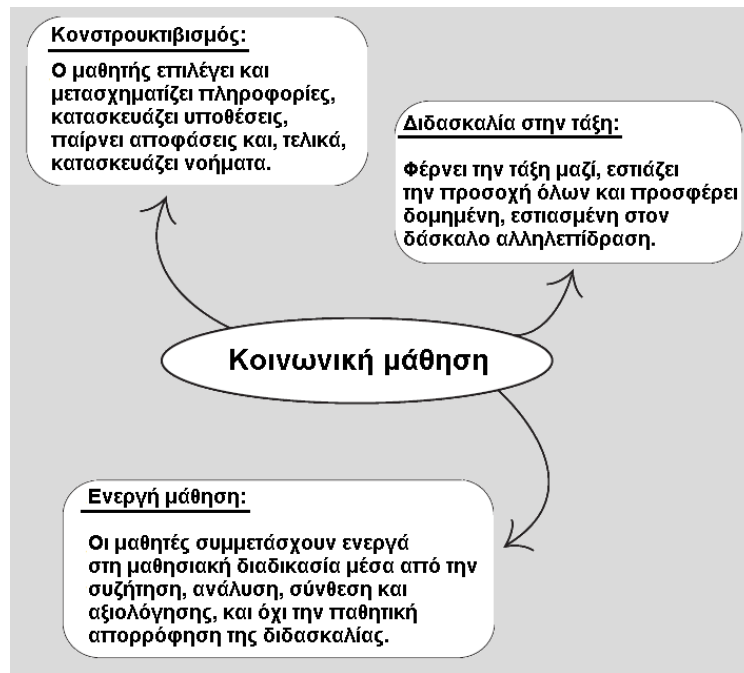 Κονστρουκτιβισμός:
Ο μαθητής επιλέγει και
μετασχηματίζει πληροφορίες,
κατασκευάζει υποθέσεις,
παίρνει αποφάσεις και, τελικά,
κατασκευάζει νοήματα.
Διδασκαλία στην τάξη:
Φέρνει την τάξη μαζί, εστιάζει
την προσοχή όλων και προσφέρει
δομημένη, εστιασμένη στον
δάσκαλο αλληλεπίδραση.
Κοινωνική μάθηση
Ενεργή μάθηση:
Οι μαθητές συμμετάσχουν ενεργά
στη μαθησιακή διαδικασία μέσα από την
συζήτηση, ανάλυση, σύνθεση και
αξιολόγησης, και όχι την παθητική
απορρόφηση της διδασκαλίας.